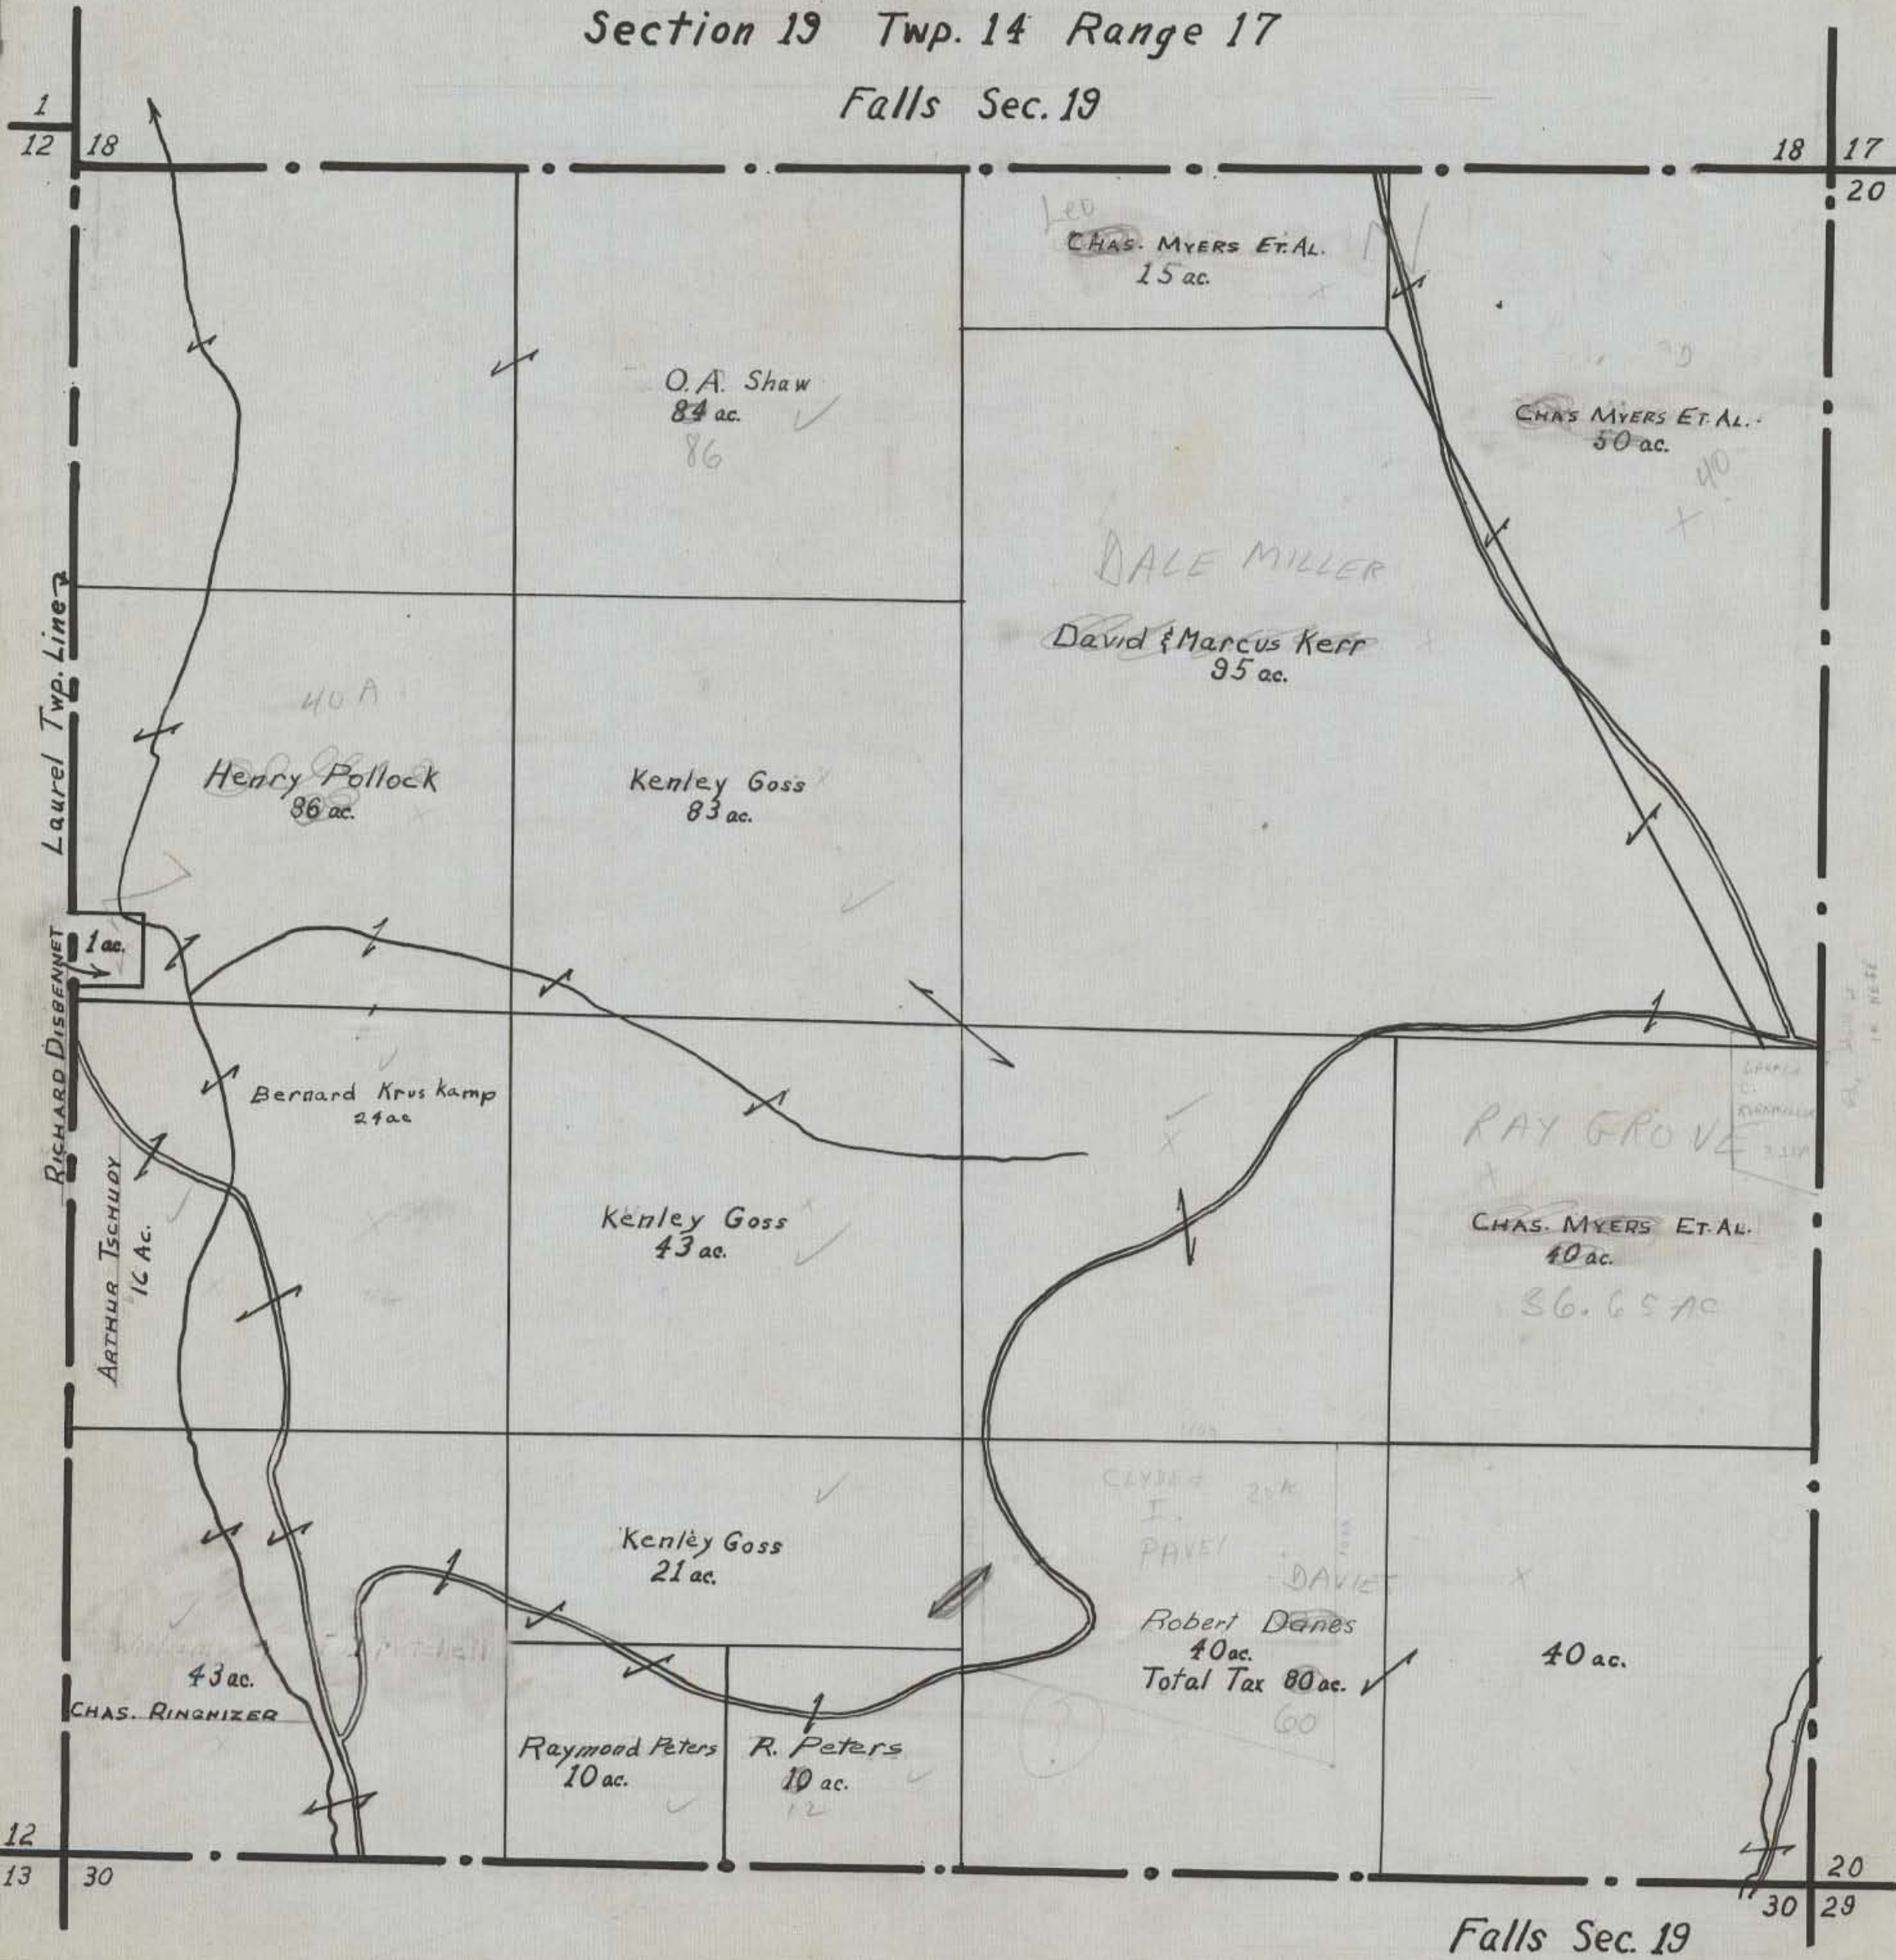 Section 19 Twp. 14 Range 17
Falls Sec. 19
1
12
18
18
17
20
Leo
CHAS. MYERS ET. AL.
15 ac.
O.A. Shaw
84 ac.
86
CHAS MYERS ET. AL.
50 ac.
40
DALE MILLER
David & Marcus Kerr
95 ac.
Laurel Twp. Line
40 A
Henry Pollock
86 ac.
Kenley Goss
83 ac.
1 ac.
RICHARD DISBENNET
Bernard Kruskamp
24 ac
ARTHUR TSCHUDY
16 Ac.
Kenley Goss
43 ac.
RAY GROVE
CHAS. MYERS ET. AL.
40 ac.
36.65 AC
Kenley Goss
21 ac.
CLYDE
I.
DAVIE
Robert Danes
40 ac.
Total Tax 80 ac.
60
40 ac.
43 ac.
CHAS. RINGHIZER
Raymond Peters
10 ac.
R. Peters
10 ac.
12
?
12
13
30
20
30
29
Falls Sec. 19